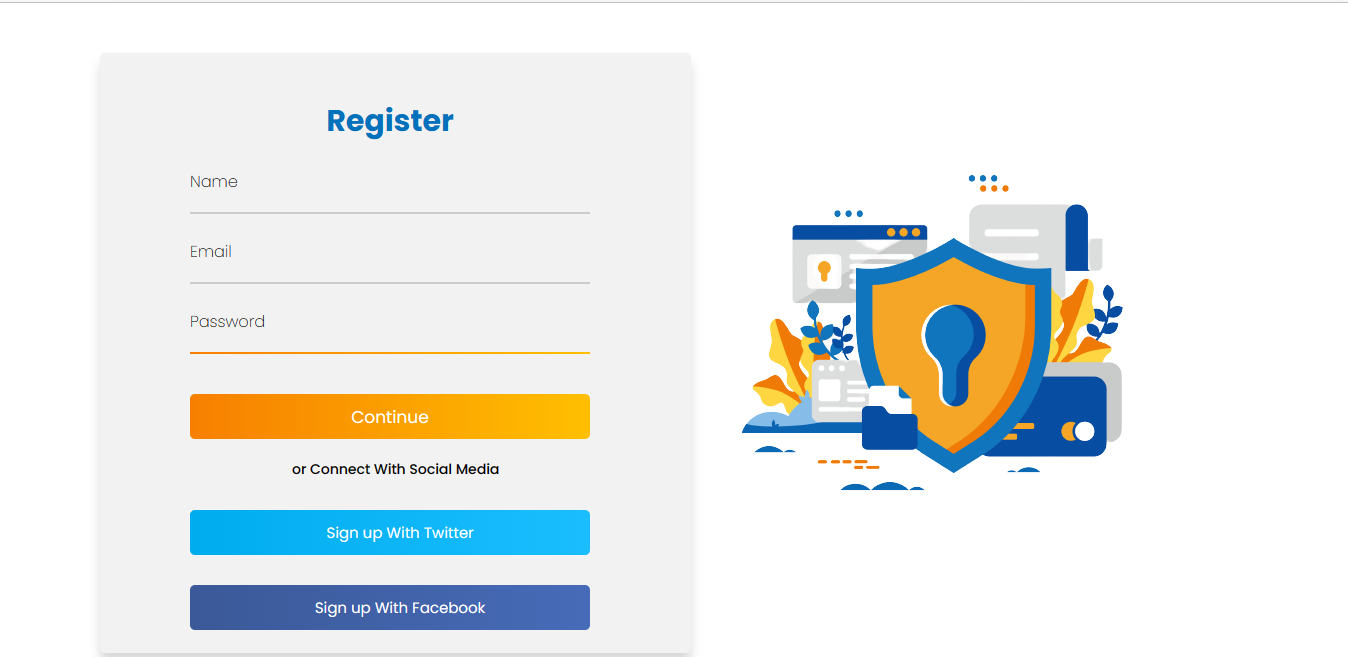 Register
Name
Email
Password
Continue
or Connect With Social Media
Sign up With Twitter
Sign up With Facebook